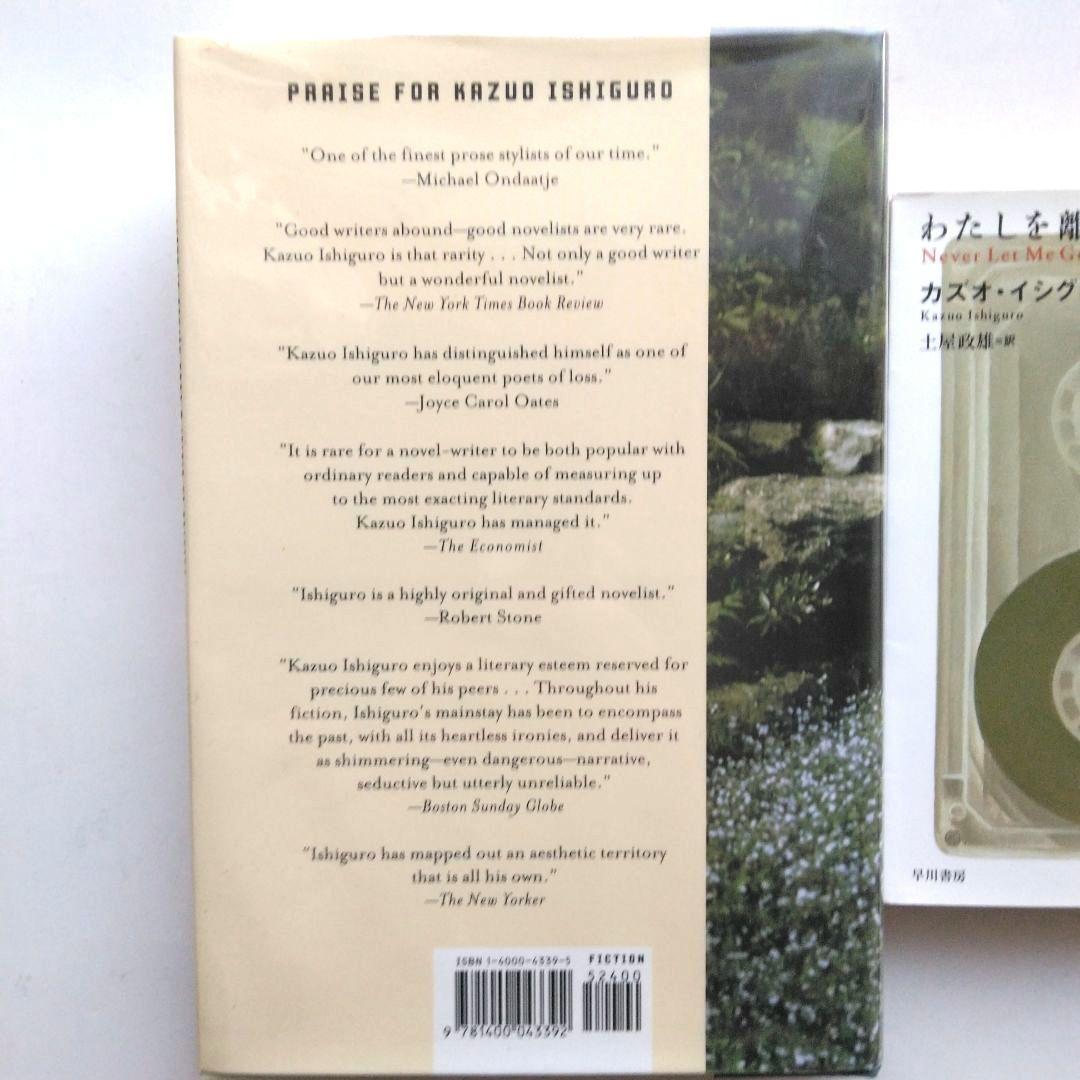 PRAISE FOR KAZUO ISHIGURO
"One of the finest prose stylists of our time."
—Michael Ondaatje
"Good writers abound—good novelists are very rare.
Kazuo Ishiguro is that rarity . . . Not only a good writer
but a wonderful novelist."
—The New York Times Book Review
"Kazuo Ishiguro has distinguished himself as one of
our most eloquent poets of loss."
—Joyce Carol Oates
"It is rare for a novel-writer to be both popular with
ordinary readers and capable of measuring up
to the most exacting literary standards.
Kazuo Ishiguro has managed it."
—The Economist
"Ishiguro is a highly original and gifted novelist."
—Robert Stone
"Kazuo Ishiguro enjoys a literary esteem reserved for
precious few of his peers . . . Throughout his
fiction, Ishiguro's mainstay has been to encompass
the past, with all its heartless ironies, and deliver it
as shimmering—even dangerous—narrative,
seductive but utterly unreliable."
—Boston Sunday Globe
"Ishiguro has mapped out an aesthetic territory
that is all his own."
—The New Yorker
ISBN 1-4000-4339-5 FICTION
52400
9 781400 043392
わたしを離
Never Let Me Go
カズオ・イシグ
Kazuo Ishiguro
土屋政雄=訳
早川書房